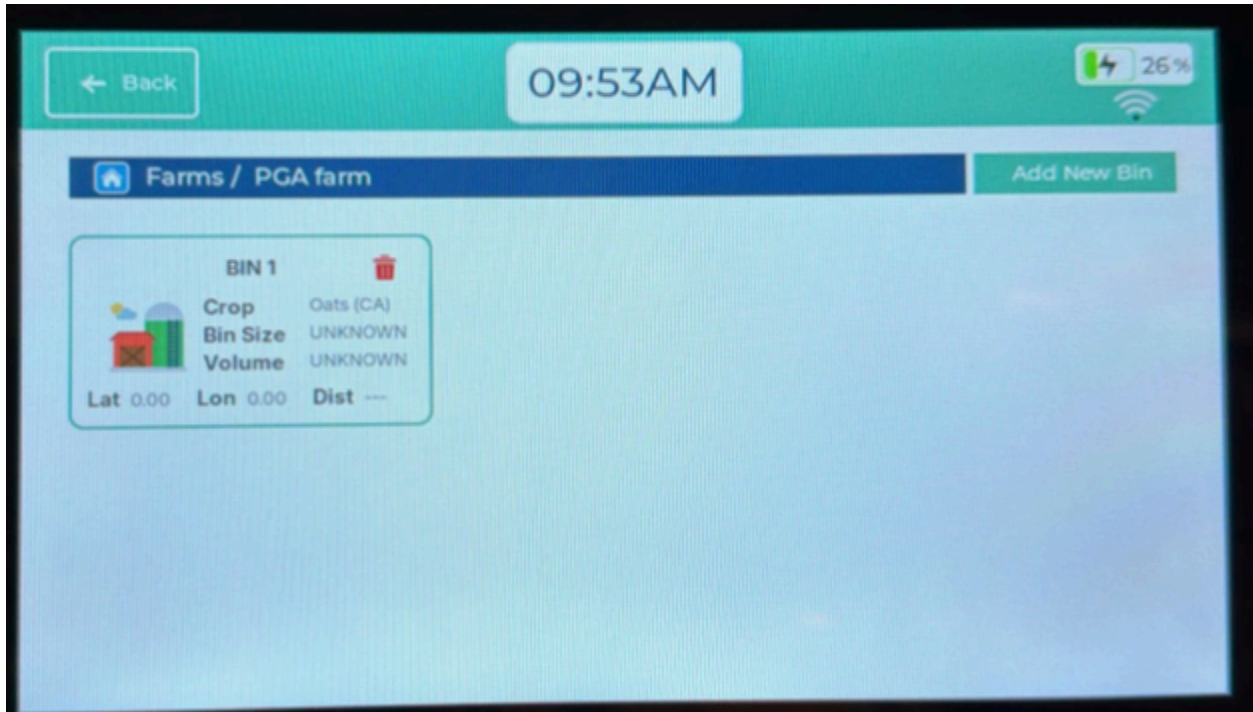 ← Back
09:53AM
26%
Farms / PGA farm
Add New Bin
BIN 1
Crop Oats (CA)
Bin Size UNKNOWN
Volume UNKNOWN
Lat 0.00 Lon 0.00 Dist ---